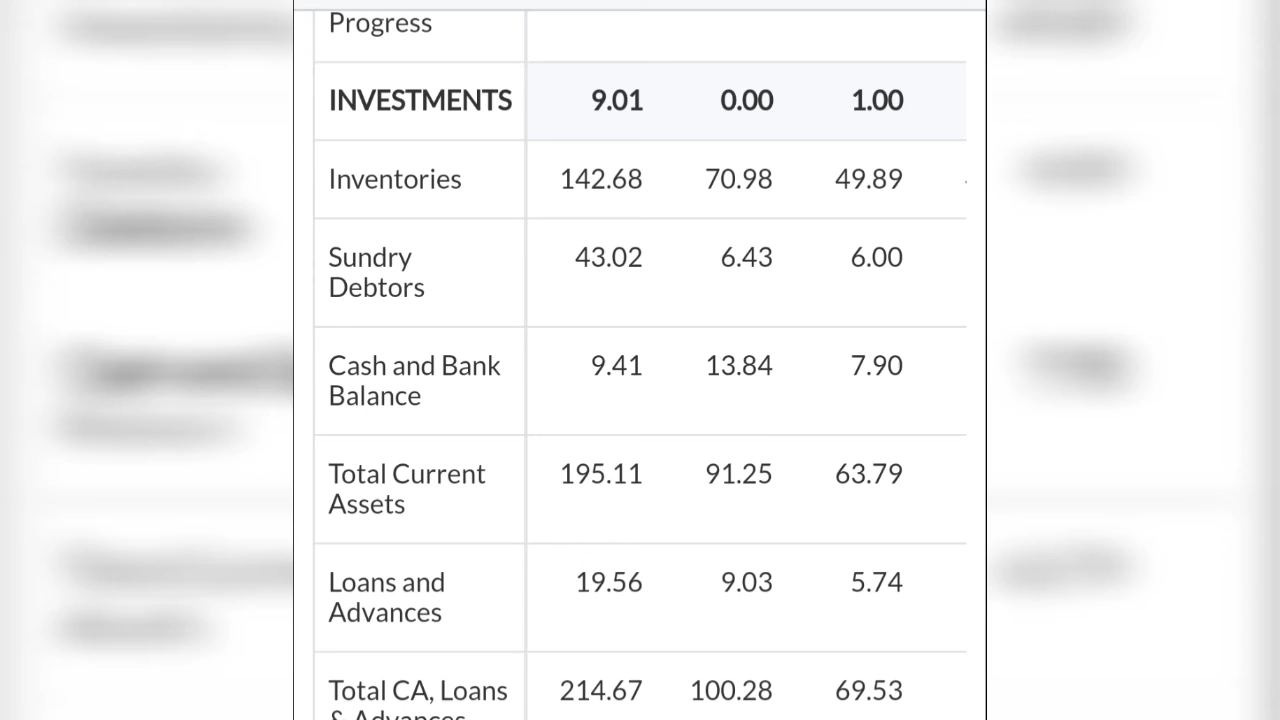 Progress
INVESTMENTS 9.01 0.00 1.00
Inventories 142.68 70.98 49.89
Sundry 43.02 6.43 6.00
Debtors
Cash and Bank 9.41 13.84 7.90
Balance
Total Current 195.11 91.25 63.79
Assets
Loans and 19.56 9.03 5.74
Advances
Total CA, Loans 214.67 100.28 69.53
& Advances